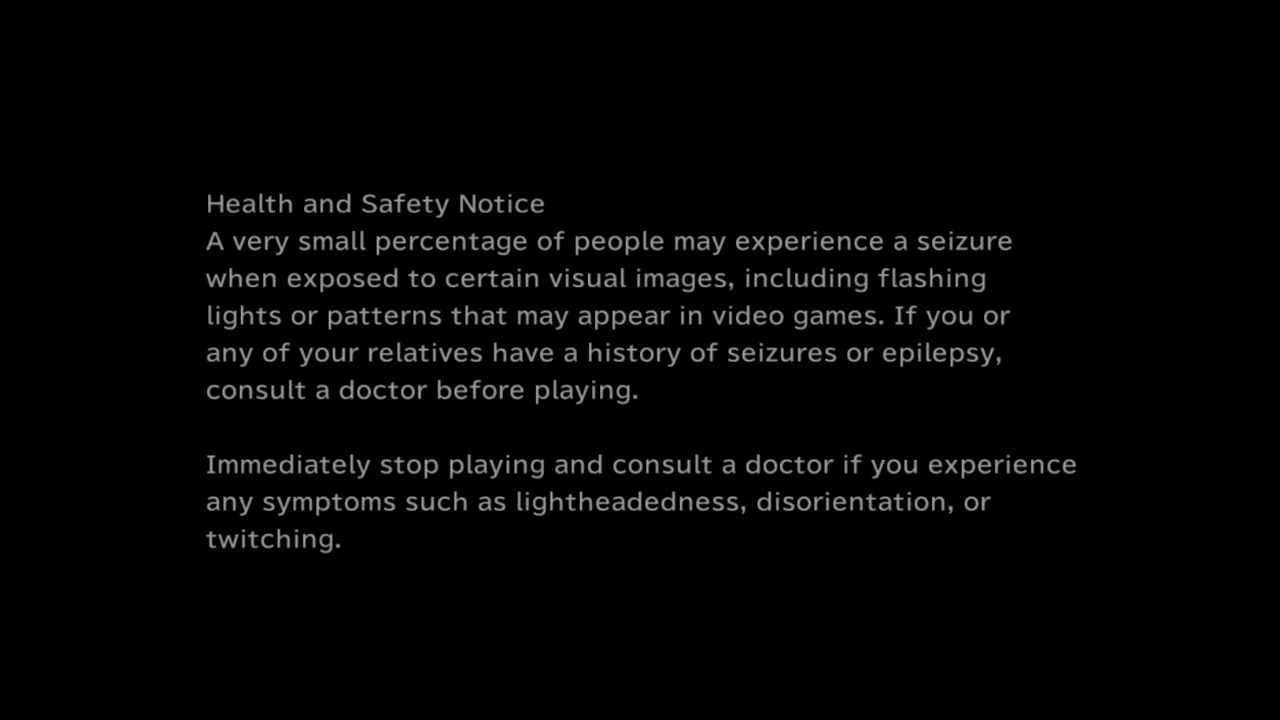 Health and Safety Notice
A very small percentage of people may experience a seizure
when exposed to certain visual images, including flashing
lights or patterns that may appear in video games. If you or
any of your relatives have a history of seizures or epilepsy,
consult a doctor before playing.
Immediately stop playing and consult a doctor if you experience
any symptoms such as lightheadedness, disorientation, or
twitching.